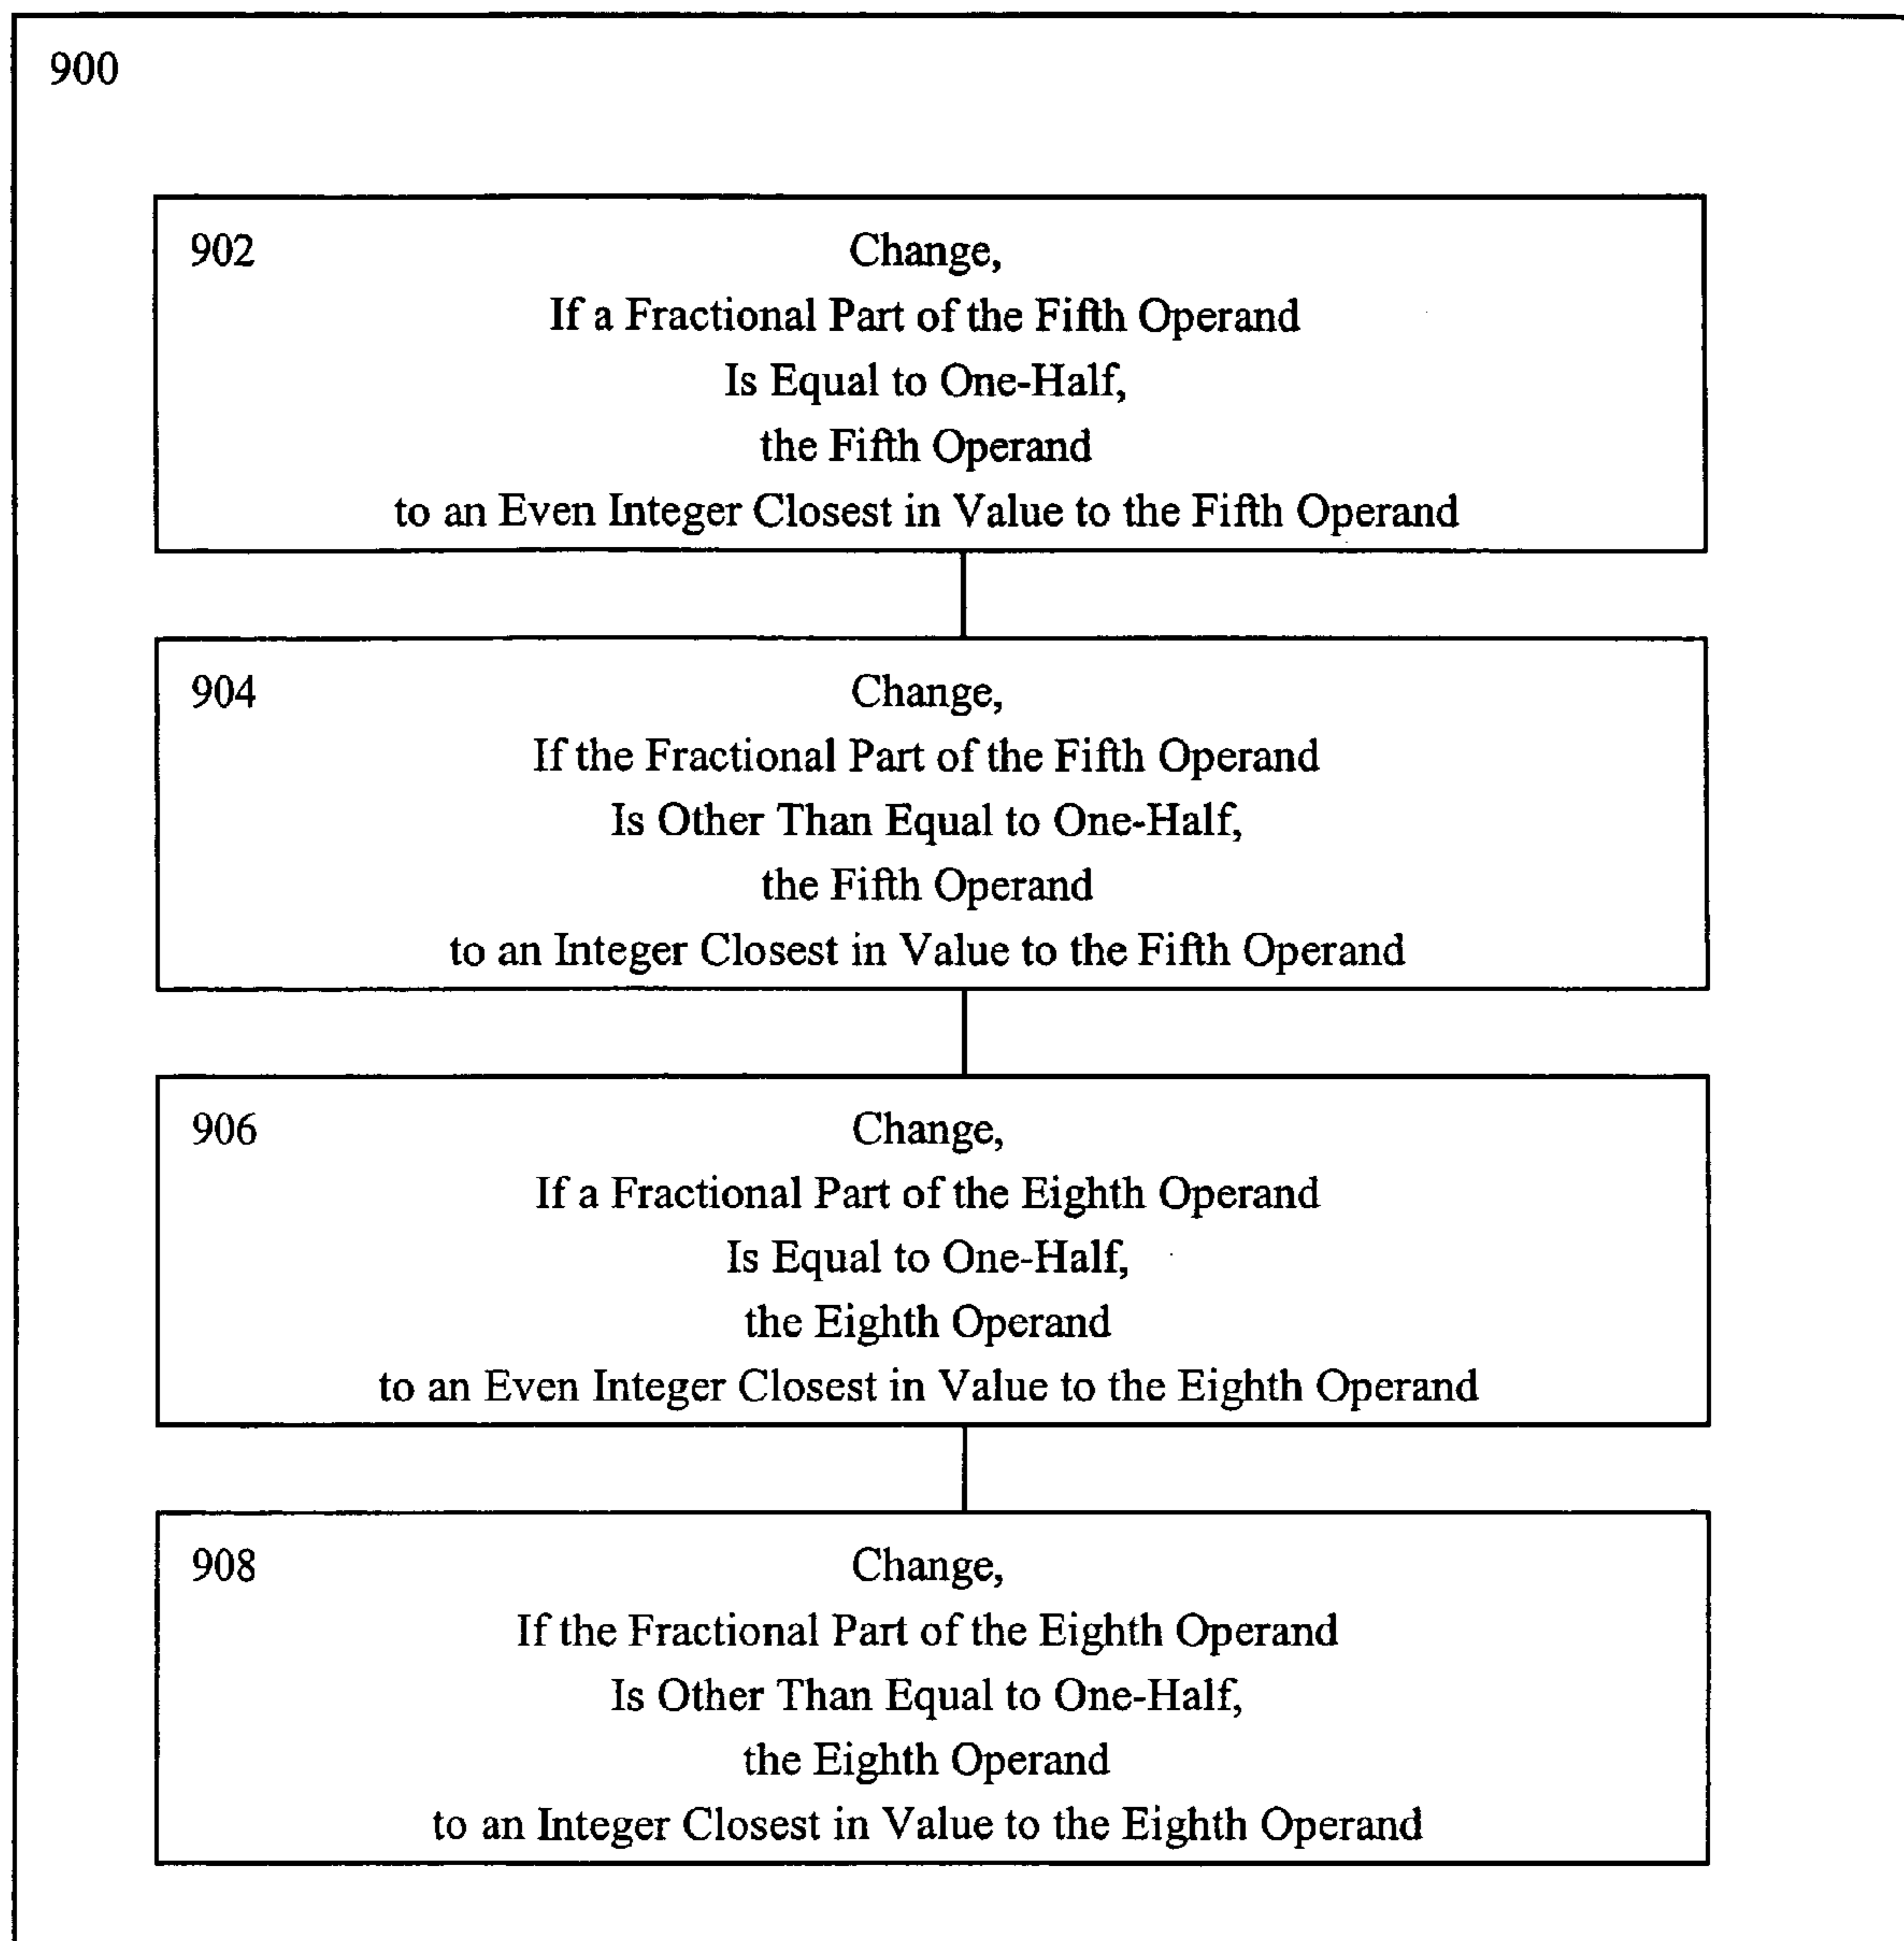 900
902
Change,
If a Fractional Part of the Fifth Operand
Is Equal to One-Half,
the Fifth Operand
to an Even Integer Closest in Value to the Fifth Operand
904
Change,
If the Fractional Part of the Fifth Operand
Is Other Than Equal to One-Half,
the Fifth Operand
to an Integer Closest in Value to the Fifth Operand
906
Change,
If a Fractional Part of the Eighth Operand
Is Equal to One-Half,
the Eighth Operand
to an Even Integer Closest in Value to the Eighth Operand
908
Change,
If the Fractional Part of the Eighth Operand
Is Other Than Equal to One-Half,
the Eighth Operand
to an Integer Closest in Value to the Eighth Operand